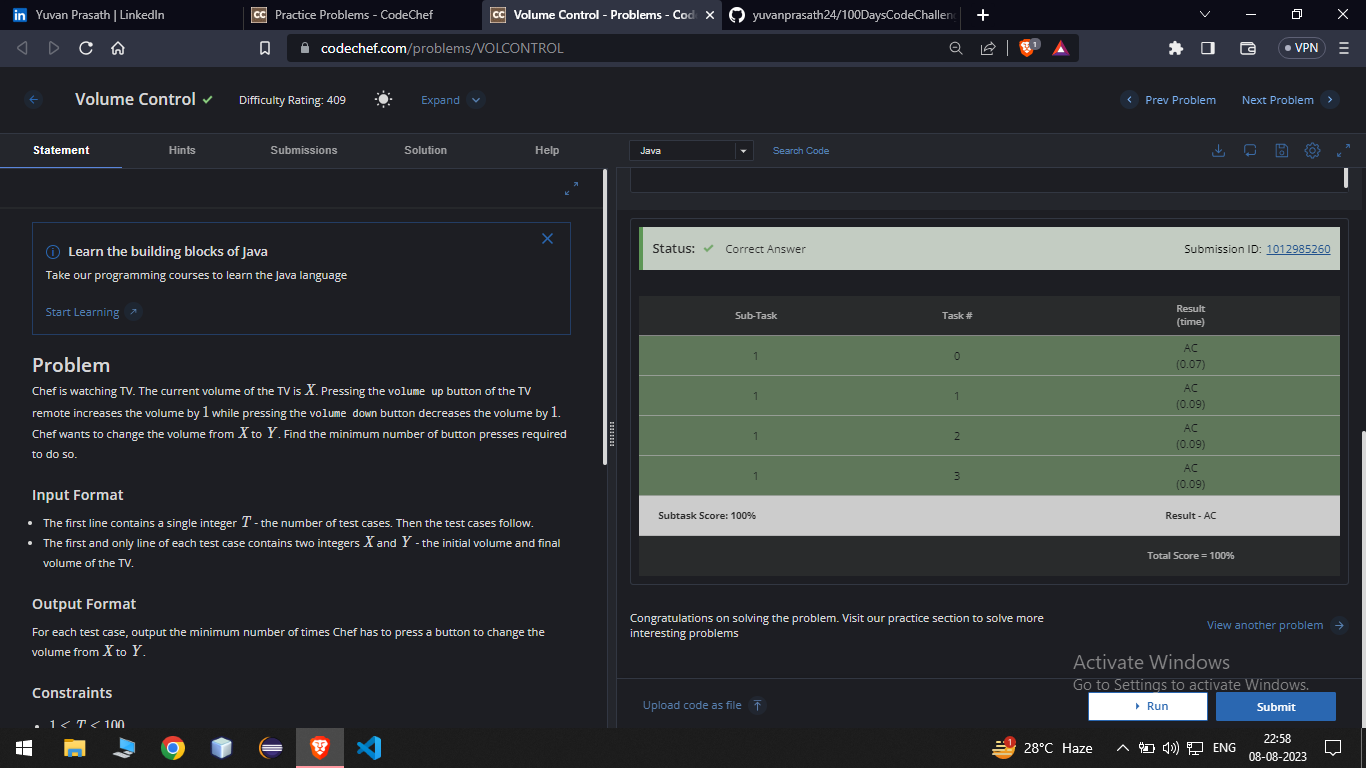 Yuvan Prasath | LinkedIn
Practice Problems - CodeChef
Volume Control - Problems - Cod
yuvanprasath24/100DaysCodeChallen
codechef.com/problems/VOLCONTROL
VPN
Volume Control
Difficulty Rating: 409
Expand
Prev Problem
Next Problem
Statement
Hints
Submissions
Solution
Help
Java
Search Code
Learn the building blocks of Java
Take our programming courses to learn the Java language
Start Learning
Problem
Chef is watching TV. The current volume of the TV is X. Pressing the volume up button of the TV
remote increases the volume by 1 while pressing the volume down button decreases the volume by 1.
Chef wants to change the volume from X to Y. Find the minimum number of button presses required
to do so.
Input Format
• The first line contains a single integer T - the number of test cases. Then the test cases follow.
• The first and only line of each test case contains two integers X and Y - the initial volume and final
volume of the TV.
Output Format
For each test case, output the minimum number of times Chef has to press a button to change the
volume from X to Y.
Constraints
• 1 ≤ T ≤ 100
Status: Correct Answer
Submission ID: 1012985260
Sub-Task Task # Result
(time)
1 0 AC
(0.07)
1 1 AC
(0.09)
1 2 AC
(0.09)
1 3 AC
(0.09)
Subtask Score: 100% Result - AC
Total Score = 100%
Congratulations on solving the problem. Visit our practice section to solve more
interesting problems
View another problem
Activate Windows
Go to Settings to activate Windows.
Upload code as file
Run
Submit
1
28°C Haze
ENG
22:58
08-08-2023